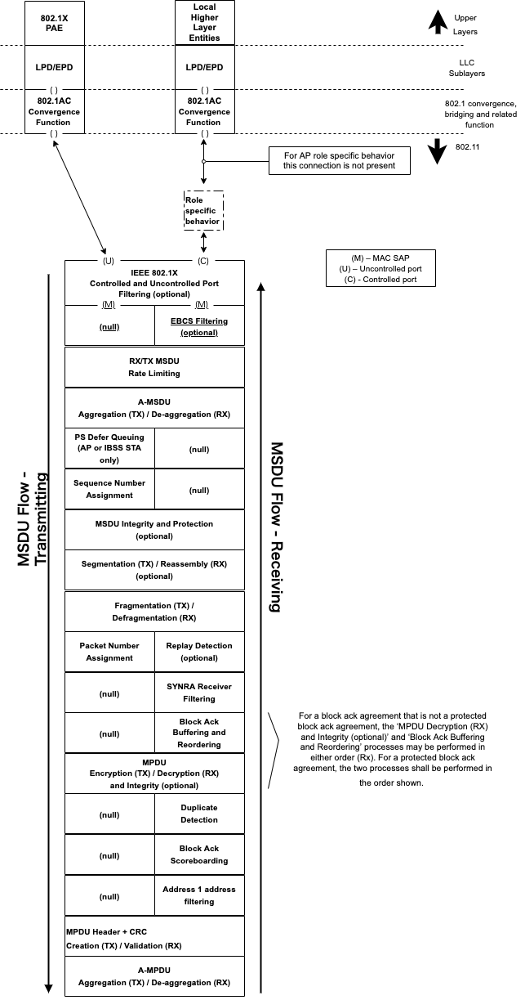 802.1X
PAE
Local
Higher
Layer
Entities
Upper
Layers
LPD/EPD
LPD/EPD
LLC
Sublayers
( )
( )
802.1AC
Convergence
Function
802.1AC
Convergence
Function
802.1 convergence,
bridging and related
function
( )
( )
802.11
For AP role specific behavior
this connection is not present
Role
specific
behavior
(U)
(C)
(M) – MAC SAP
(U) – Uncontrolled port
(C) - Controlled port
IEEE 802.1X
Controlled and Uncontrolled Port
Filtering (optional)
(M)
(M)
(null)
EBCS Filtering
(optional)
RX/TX MSDU
Rate Limiting
A-MSDU
Aggregation (TX) / De-aggregation (RX)
PS Defer Queuing
(AP or IBSS STA
only)
(null)
Sequence Number
Assignment
(null)
MSDU Flow -
Transmitting
MSDU Flow - Receiving
MSDU Integrity and Protection
(optional)
Segmentation (TX) / Reassembly (RX)
(optional)
Fragmentation (TX) /
Defragmentation (RX)
Packet Number
Assignment
Replay Detection
(optional)
(null)
SYNRA Receiver
Filtering
(null)
Block Ack
Buffering and
Reordering
For a block ack agreement that is not a protected
block ack agreement, the ‘MPDU Decryption (RX)
and Integrity (optional)’ and ‘Block Ack Buffering
and Reordering’ processes may be performed in
either order (Rx). For a protected block ack
agreement, the two processes shall be performed in
the order shown.
MPDU
Encryption (TX) / Decryption (RX)
and Integrity (optional)
(null)
Duplicate
Detection
(null)
Block Ack
Scoreboarding
(null)
Address 1 address
filtering
MPDU Header + CRC
Creation (TX) / Validation (RX)
A-MPDU
Aggregation (TX) / De-aggregation (RX)